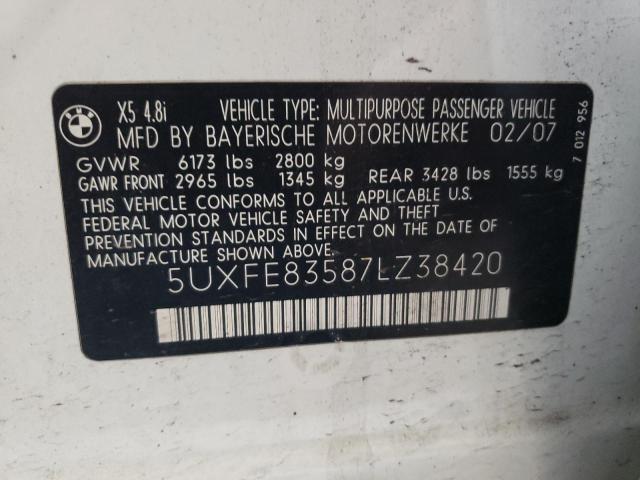 BMW
X5 4.8i VEHICLE TYPE: MULTIPURPOSE PASSENGER VEHICLE
MFD BY BAYERISCHE MOTORENWERKE 02/07
GVWR 6173 lbs 2800 kg
GAWR FRONT 2965 lbs 1345 kg REAR 3428 lbs 1555 kg
THIS VEHICLE CONFORMS TO ALL APPLICABLE U.S.
FEDERAL MOTOR VEHICLE SAFETY AND THEFT
PREVENTION STANDARDS IN EFFECT ON THE DATE OF
MANUFACTURE SHOWN ABOVE.
5UXFE83587LZ38420
7 012 956